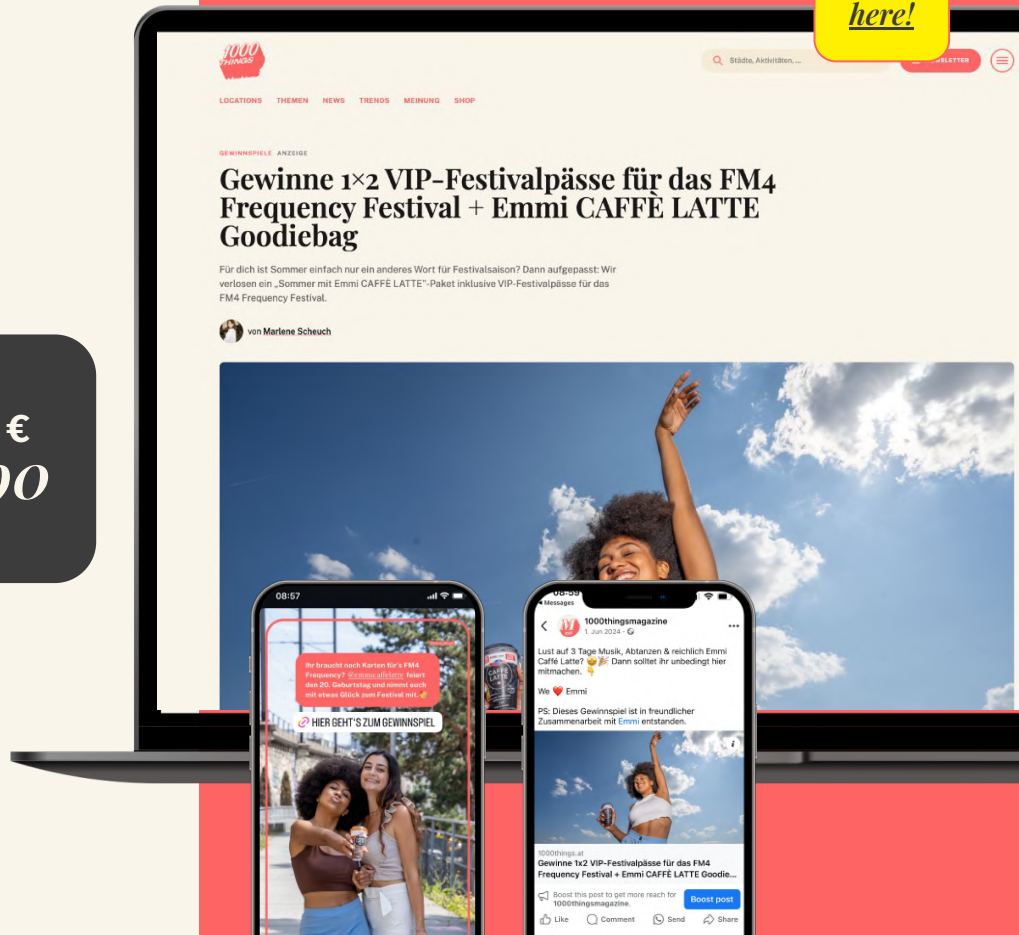 here!
1000
THINGS
Städte, Aktivitäten, ...
LOCATIONS THEMEN NEWS TRENDS MEINUNG SHOP
GEWINNSPIELE ANZEIGE
Gewinne 1×2 VIP-Festivalpässe für das FM4
Frequency Festival + Emmi CAFFÈ LATTE
Goodiebag
Für dich ist Sommer einfach nur ein anderes Wort für Festivalsaison? Dann aufgepasst: Wir
verlosen ein „Sommer mit Emmi CAFFÈ LATTE"-Paket inklusive VIP-Festivalpässe für das
FM4 Frequency Festival.
von Marlene Scheuch
€
08:57
Ihr braucht noch Karten für's FM4
Frequency? @emmicaffelatte feiert
den 20. Geburtstag und nimmt euch
mit etwas Glück zum Festival mit. 🤞
HIER GEHT'S ZUM GEWINNSPIEL
08:59
Messages
1000thingsmagazine
1. Jun 2024
Lust auf 3 Tage Musik, Abtanzen & reichlich Emmi
Caffé Latte? 🤩🎉 Dann solltet ihr unbedingt hier
mitmachen. 👇
We ❤️ Emmi
PS: Dieses Gewinnspiel ist in freundlicher
Zusammenarbeit mit Emmi entstanden.
1000things.at
Gewinne 1x2 VIP-Festivalpässe für das FM4
Frequency Festival + Emmi CAFFÈ LATTE Goodie...
Boost this post to get more reach for
1000thingsmagazine.
Boost post
Like Comment Send Share